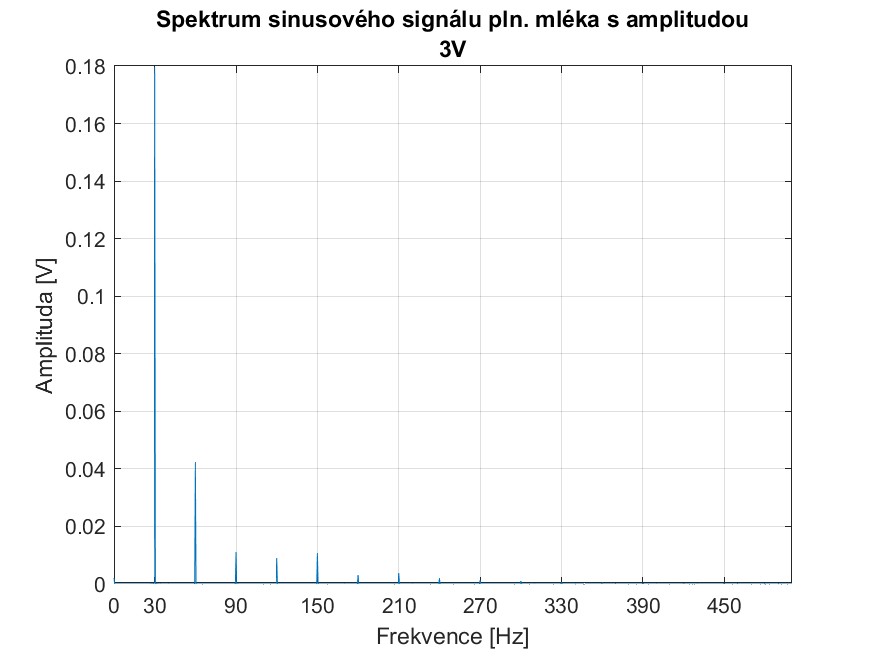 Spektrum sinusového signálu pln. mléka s amplitudou
3V
0.18
0.16
0.14
0.12
0.1
0.08
0.06
0.04
0.02
0
Amplituda [V]
0 30 90 150 210 270 330 390 450
Frekvence [Hz]